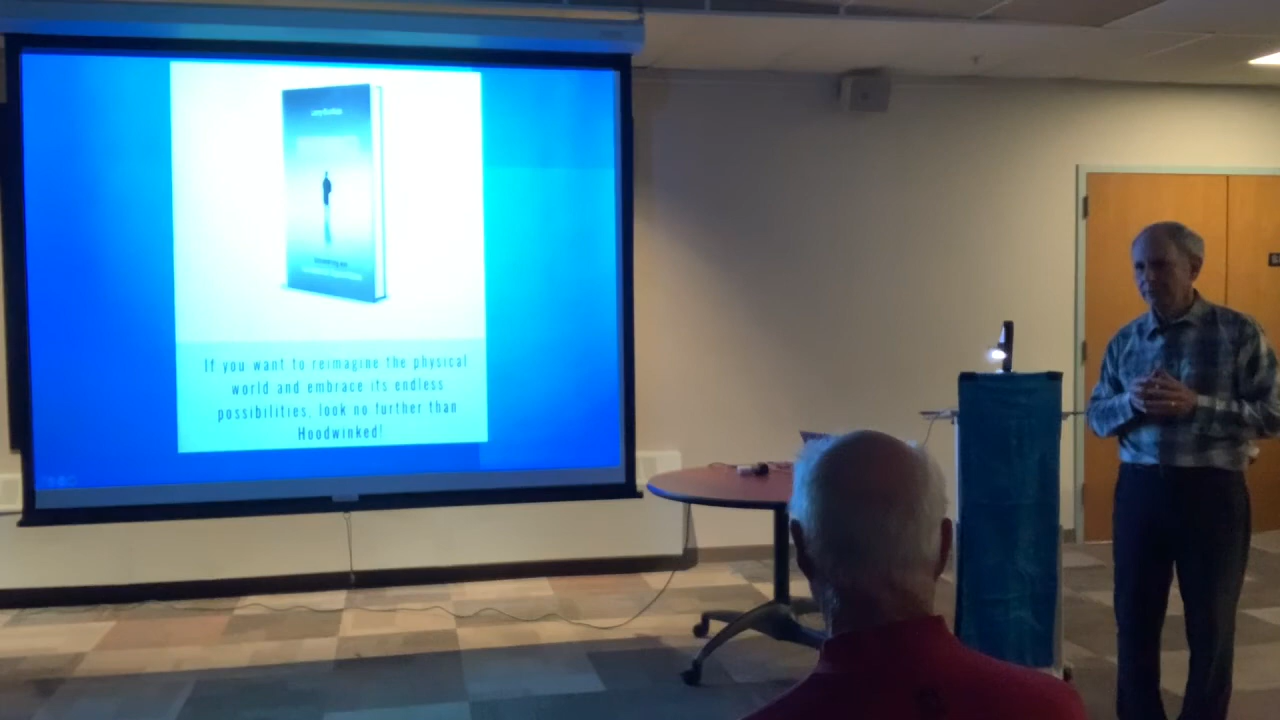 If you want to reimagine the physical
world and embrace its endless
possibilities, look no further than
Hoodwinked!